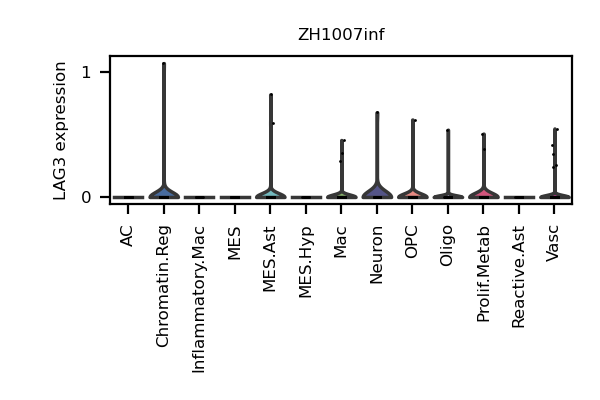 ZH1007inf
LAG3 expression
1
0
AC
Chromatin.Reg
Inflammatory.Mac
MES
MES.Ast
MES.Hyp
Mac
Neuron
OPC
Oligo
Prolif.Metab
Reactive.Ast
Vasc